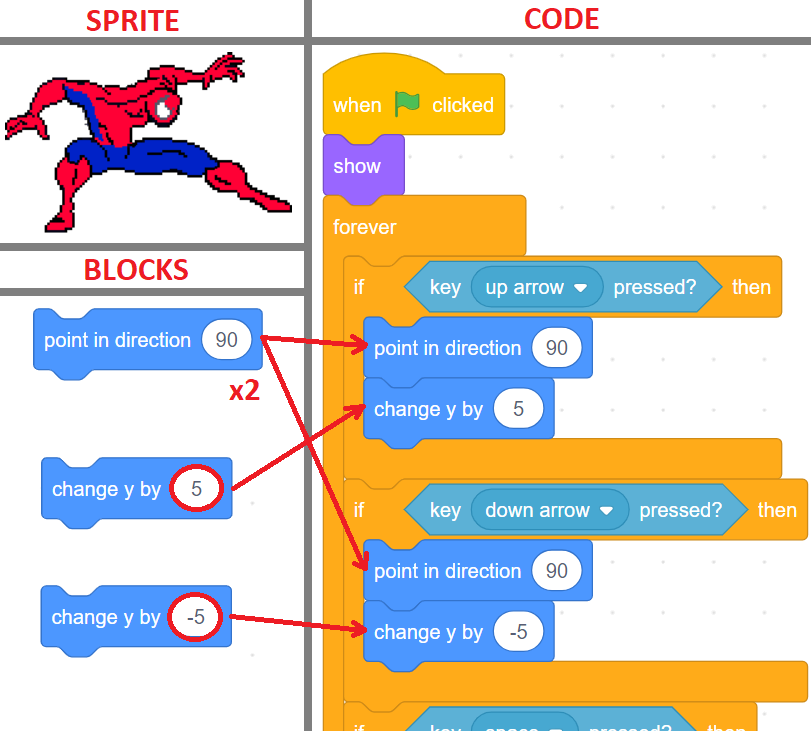 SPRITE
CODE
when clicked
show
forever
if key up arrow pressed? then
point in direction 90
change y by 5
if key down arrow pressed? then
point in direction 90
change y by -5
if key space pressed? then
BLOCKS
point in direction 90
x2
change y by 5
change y by -5